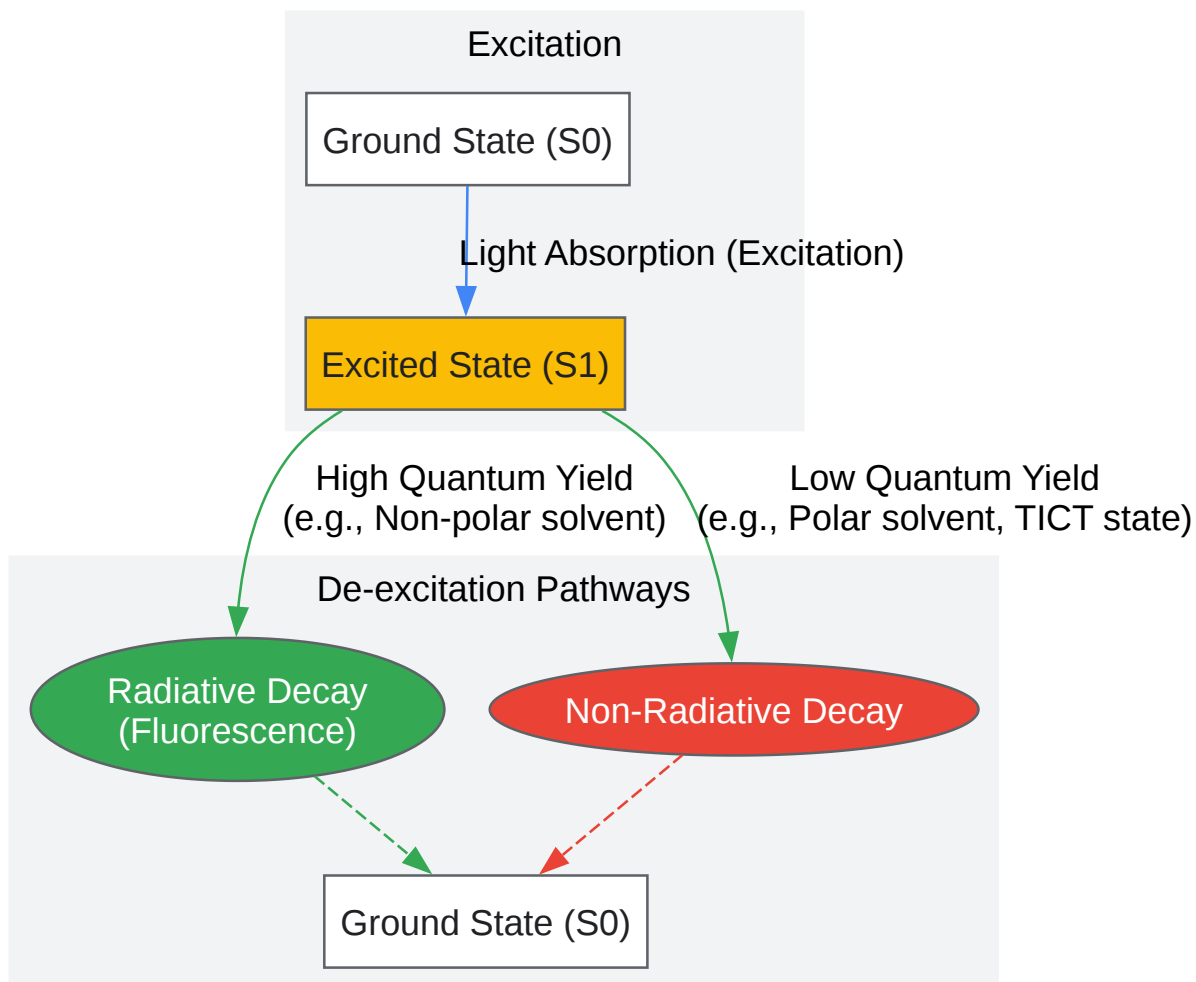 Excitation
Ground State (S0)
Light Absorption (Excitation)
Excited State (S1)
High Quantum Yield
(e.g., Non-polar solvent)
Low Quantum Yield
(e.g., Polar solvent, TICT state)
De-excitation Pathways
Radiative Decay
(Fluorescence)
Non-Radiative Decay
Ground State (S0)